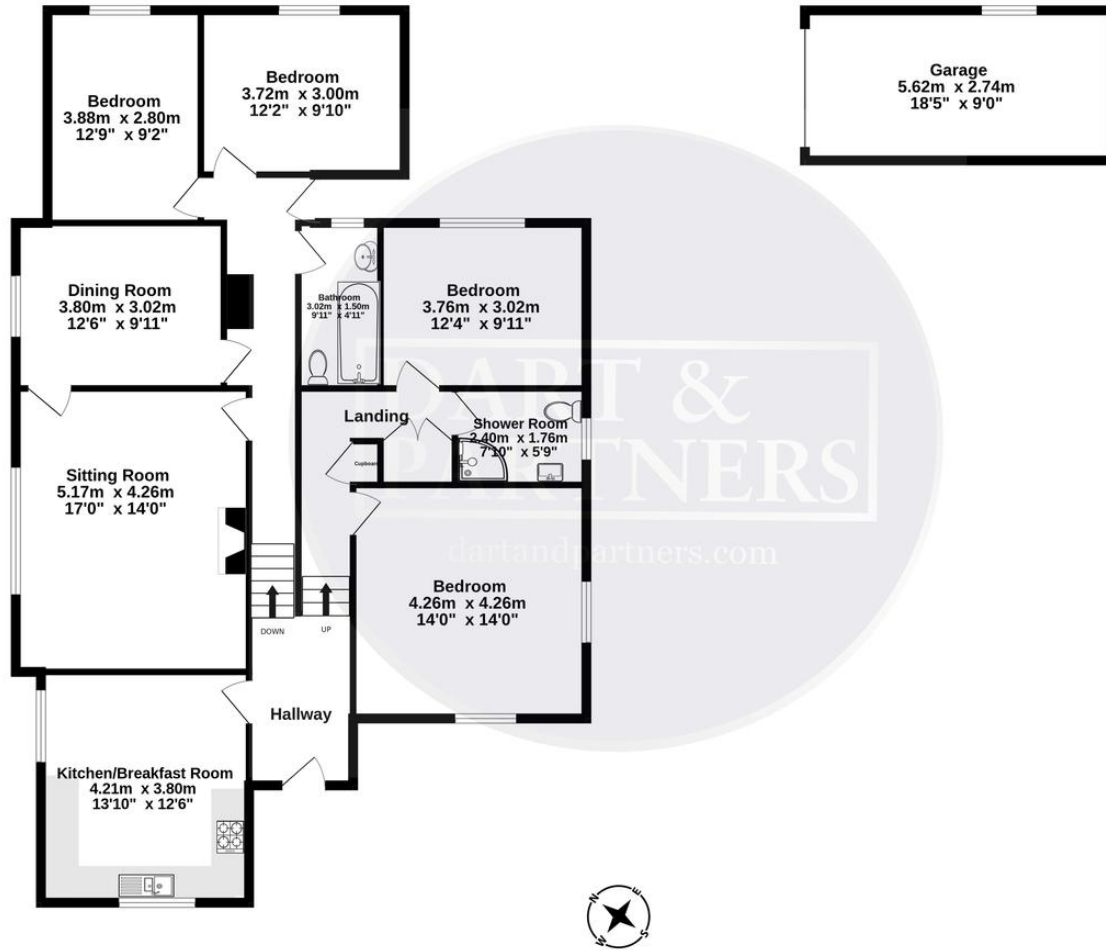 Bedroom
3.88m x 2.80m
12'9" x 9'2"
Bedroom
3.72m x 3.00m
12'2" x 9'10"
Garage
5.62m x 2.74m
18'5" x 9'0"
Dining Room
3.80m x 3.02m
12'6" x 9'11"
Bathroom
3.02m x 1.50m
9'11" x 4'11"
Bedroom
3.76m x 3.02m
12'4" x 9'11"
DART &
PARTNERS
dartandpartners.com
Landing
Shower Room
2.40m x 1.76m
7'10" x 5'9"
Cupboard
Sitting Room
5.17m x 4.26m
17'0" x 14'0"
Bedroom
4.26m x 4.26m
14'0" x 14'0"
DOWN
UP
Hallway
Kitchen/Breakfast Room
4.21m x 3.80m
13'10" x 12'6"
N
E
W
S